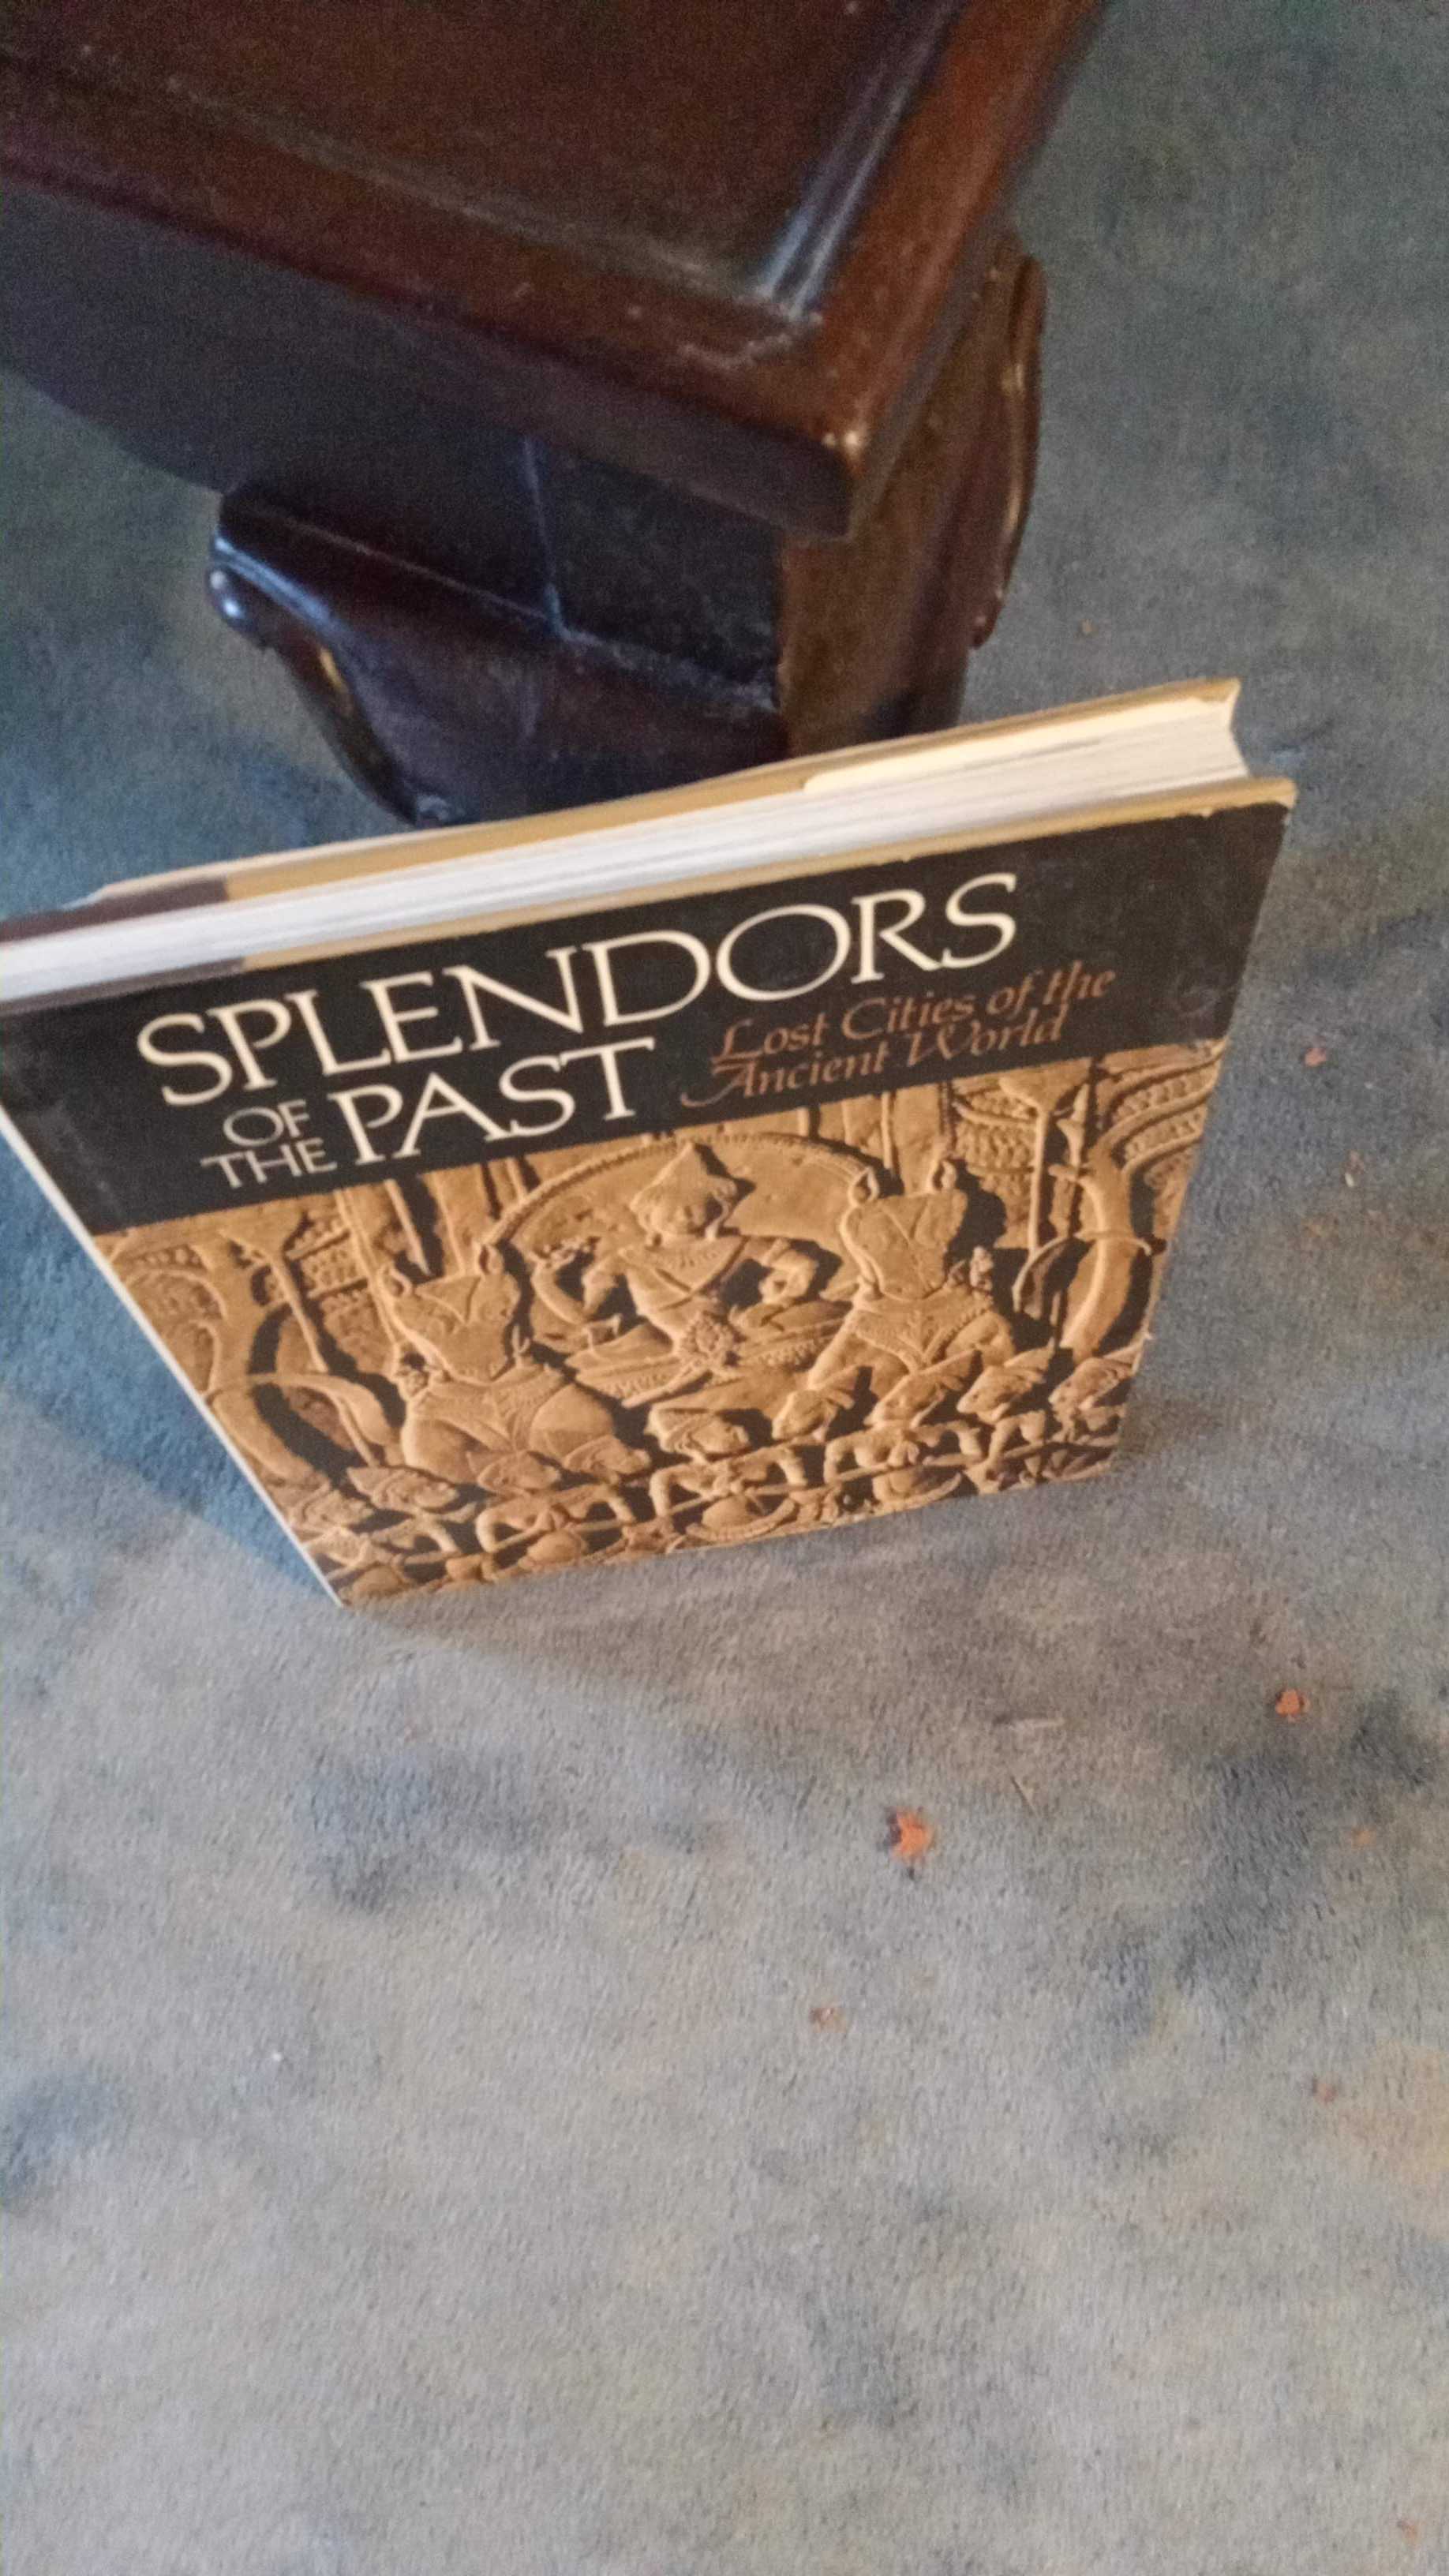 SPLENDORS
OF THE PAST
Lost Cities of the
Ancient World